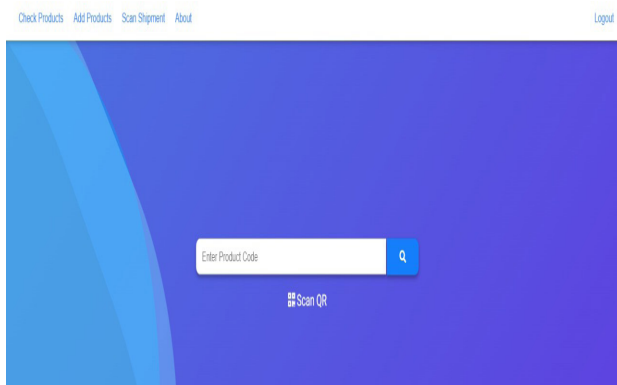 Check Products Add Products Scan Shipment About Logout
Enter Product Code
Scan QR